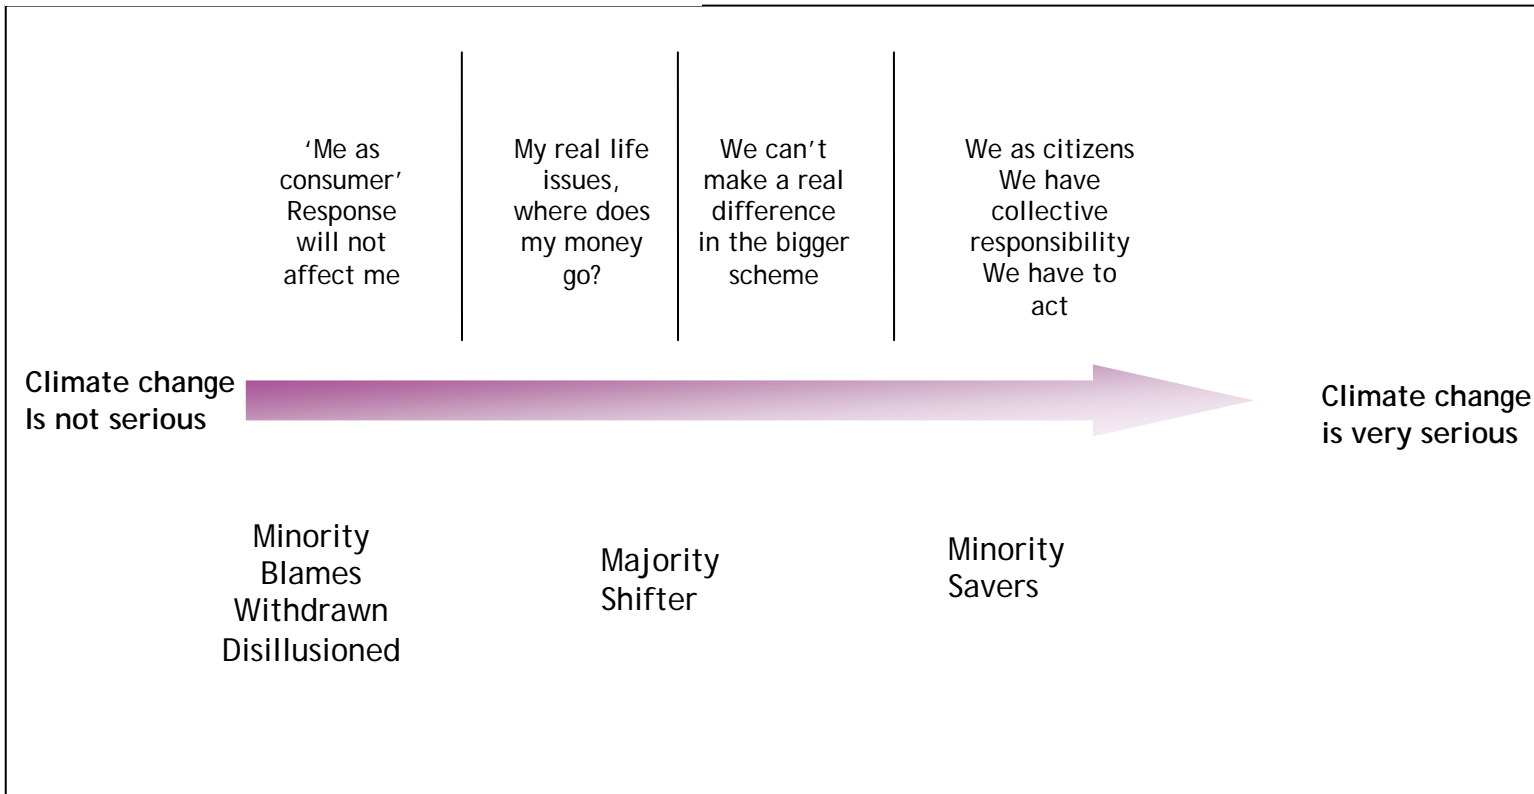 ‘Me as
consumer’
Response
will not
affect me
My real life
issues,
where does
my money
go?
We can’t
make a real
difference
in the bigger
scheme
We as citizens
We have
collective
responsibility
We have to
act
Climate change
Is not serious
Climate change
is very serious
Minority
Blames
Withdrawn
Disillusioned
Majority
Shifter
Minority
Savers